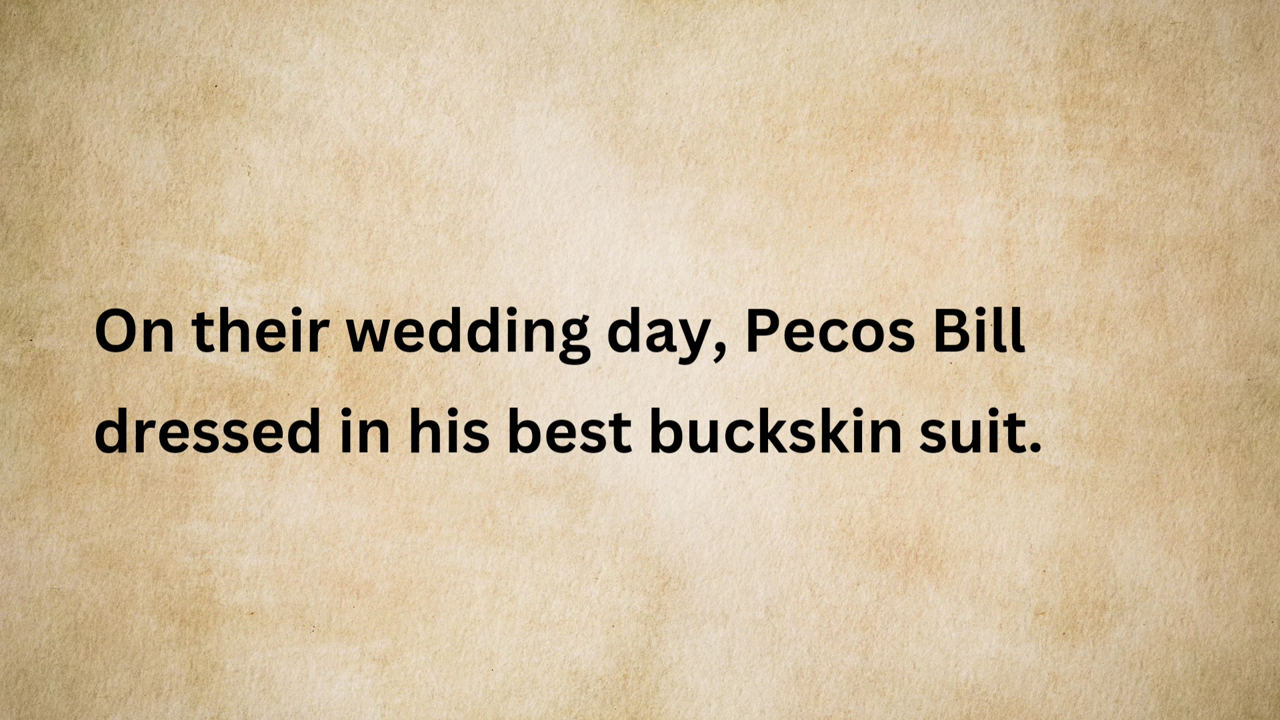 On their wedding day, Pecos Bill
dressed in his best buckskin suit.